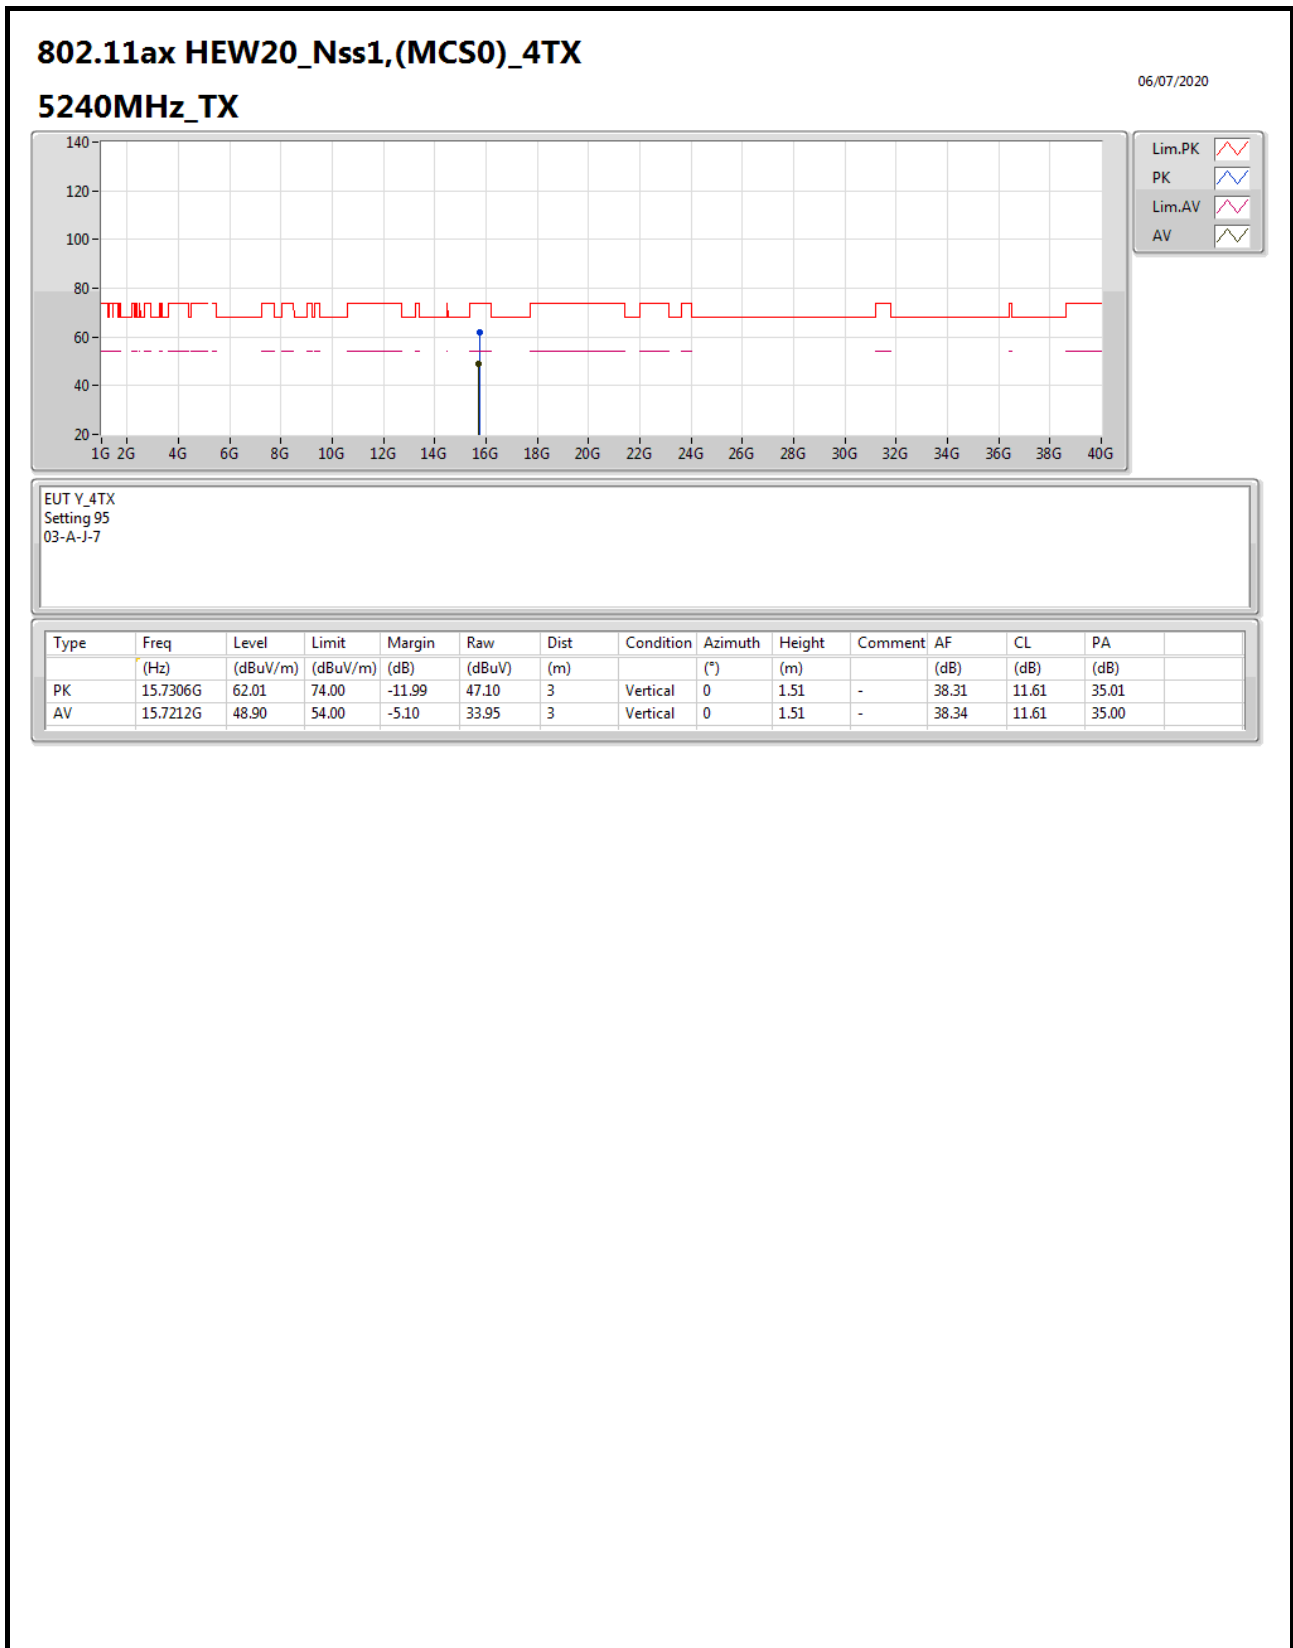 802.11ax HEW20_Nss1,(MCS0)_4TX
06/07/2020
5240MHz_TX
140
120
100
80
60
40
20
1G 2G 4G 6G 8G 10G 12G 14G 16G 18G 20G 22G 24G 26G 28G 30G 32G 34G 36G 38G 40G
Lim.PK
PK
Lim.AV
AV
EUT Y_4TX
Setting 95
03-A-J-7
Type Freq Level Limit Margin Raw Dist Condition Azimuth Height Comment AF CL PA
(Hz) (dBuV/m) (dBuV/m) (dB) (dBuV) (m) (°) (m) (dB) (dB) (dB)
PK 15.7306G 62.01 74.00 -11.99 47.10 3 Vertical 0 1.51 - 38.31 11.61 35.01
AV 15.7212G 48.90 54.00 -5.10 33.95 3 Vertical 0 1.51 - 38.34 11.61 35.00